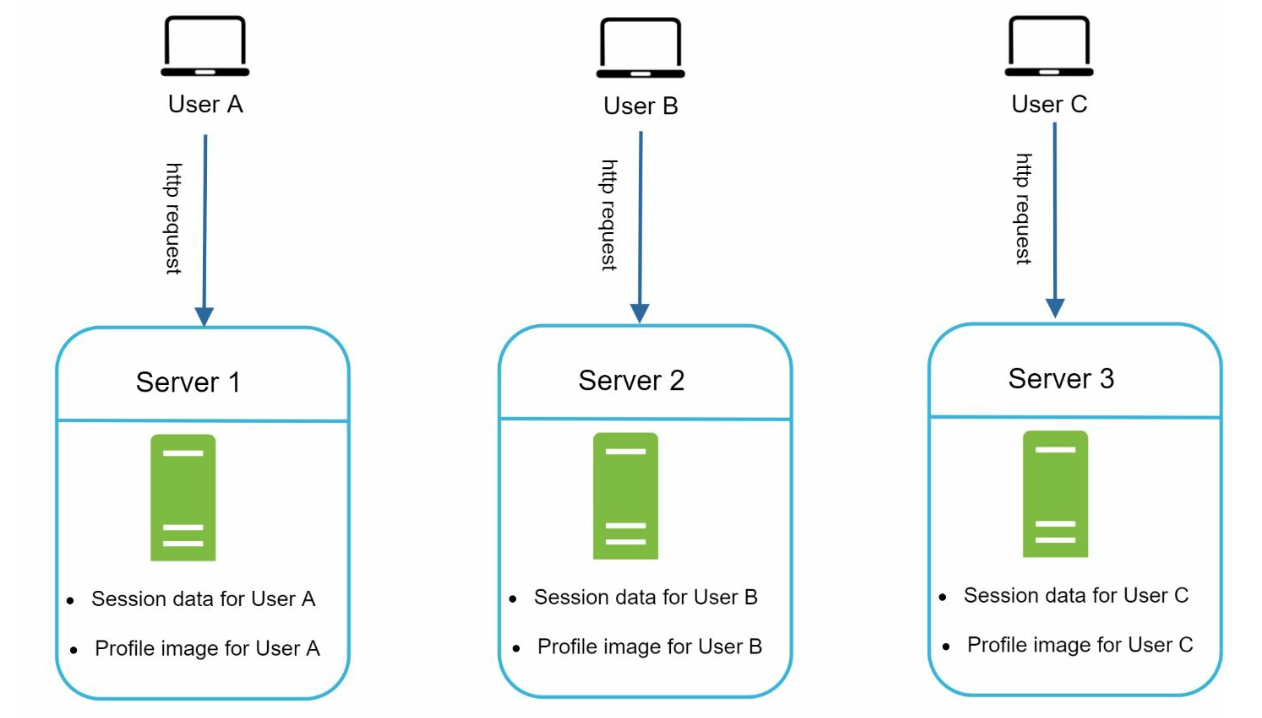 User A
User B
User C
http request
http request
http request
Server 1
Server 2
Server 3
• Session data for User A
• Profile image for User A
• Session data for User B
• Profile image for User B
• Session data for User C
• Profile image for User C